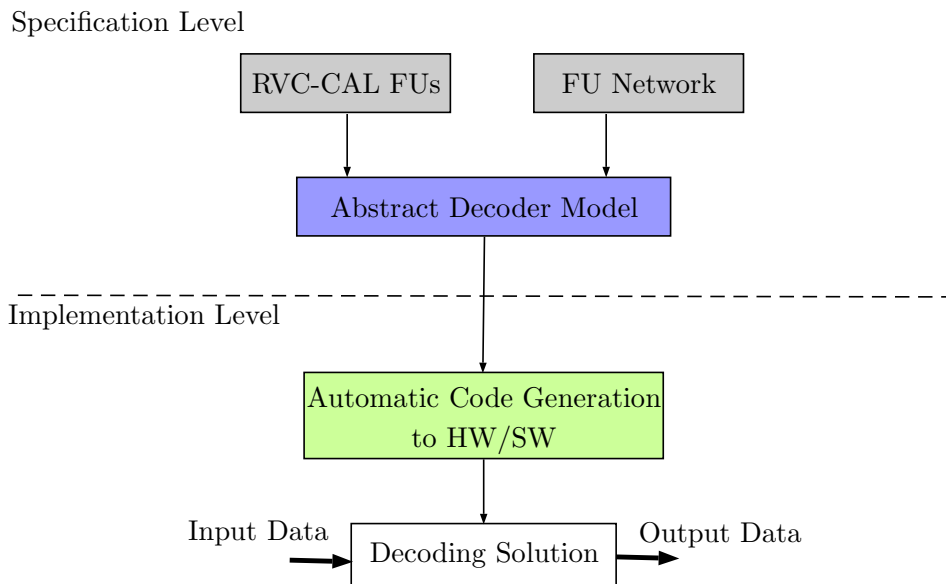 Specification Level
RVC-CAL FUs
FU Network
Abstract Decoder Model
Implementation Level
Automatic Code Generation
to HW/SW
Input Data
Decoding Solution
Output Data